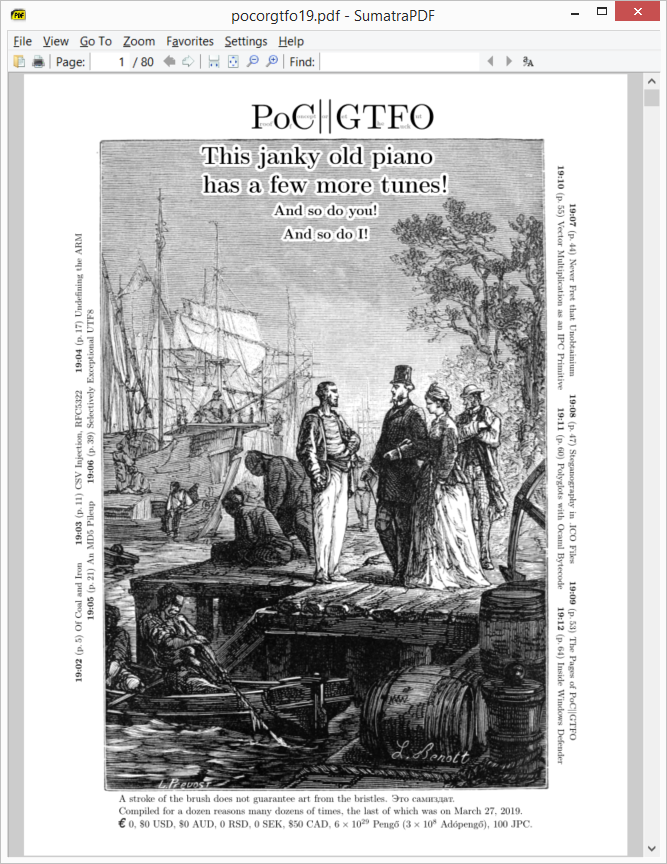 pocorgtfo19.pdf - SumatraPDF
File View Go To Zoom Favorites Settings Help
Page: 1 / 80 Find:
PoC||GTFO
This janky old piano
has a few more tunes!
And so do you!
And so do I!
19:02 (p. 5) Of Coal and Iron 19:03 (p. 11) CSV Injection, RFC5322 19:04 (p. 17) Undefining the ARM
19:05 (p. 21) An MD5 Pileup 19:06 (p. 39) Selectively Exceptional UTF8
19:07 (p. 44) Never Fret that Unobtainium 19:08 (p. 47) Steganography in .ICO Files 19:09 (p. 53) The Pages of PoC||GTFO
19:10 (p. 55) Vector Multiplication as an IPC Primitive 19:11 (p. 60) Polyglots with Ocaml Bytecode 19:12 (p. 64) Inside Windows Defender
L. Benott
A stroke of the brush does not guarantee art from the bristles. Это самиздат.
Compiled for a dozen reasons many dozens of times, the last of which was on March 27, 2019.
€ 0, $0 USD, $0 AUD, 0 RSD, 0 SEK, $50 CAD, 6 × 10²⁹ Pengő (3 × 10⁸ Adópengő), 100 JPC.